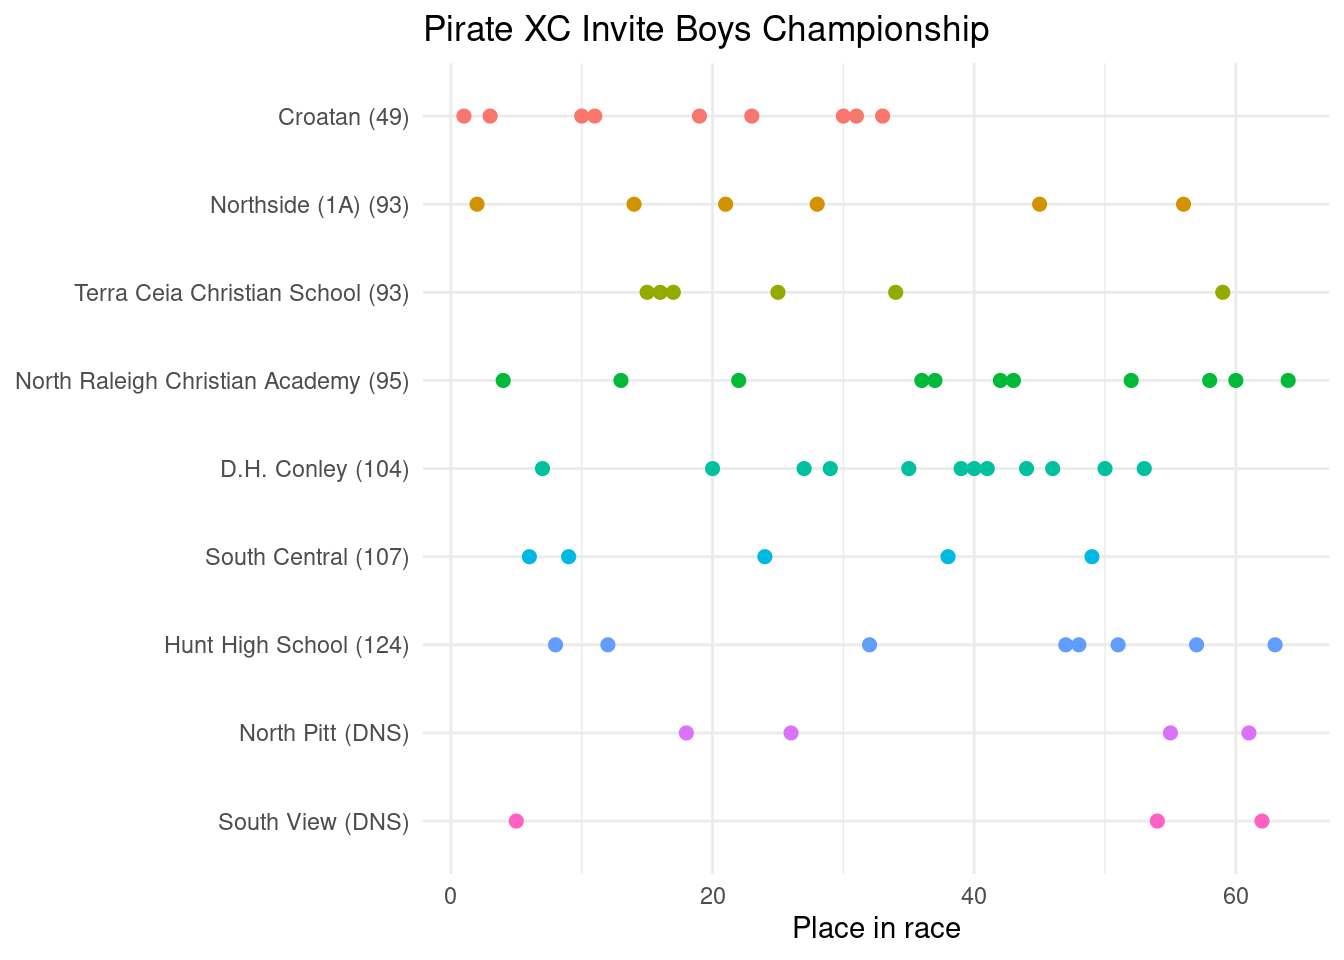 Pirate XC Invite Boys Championship
Croatan (49)
Northside (1A) (93)
Terra Ceia Christian School (93)
North Raleigh Christian Academy (95)
D.H. Conley (104)
South Central (107)
Hunt High School (124)
North Pitt (DNS)
South View (DNS)
0 20 40 60
Place in race